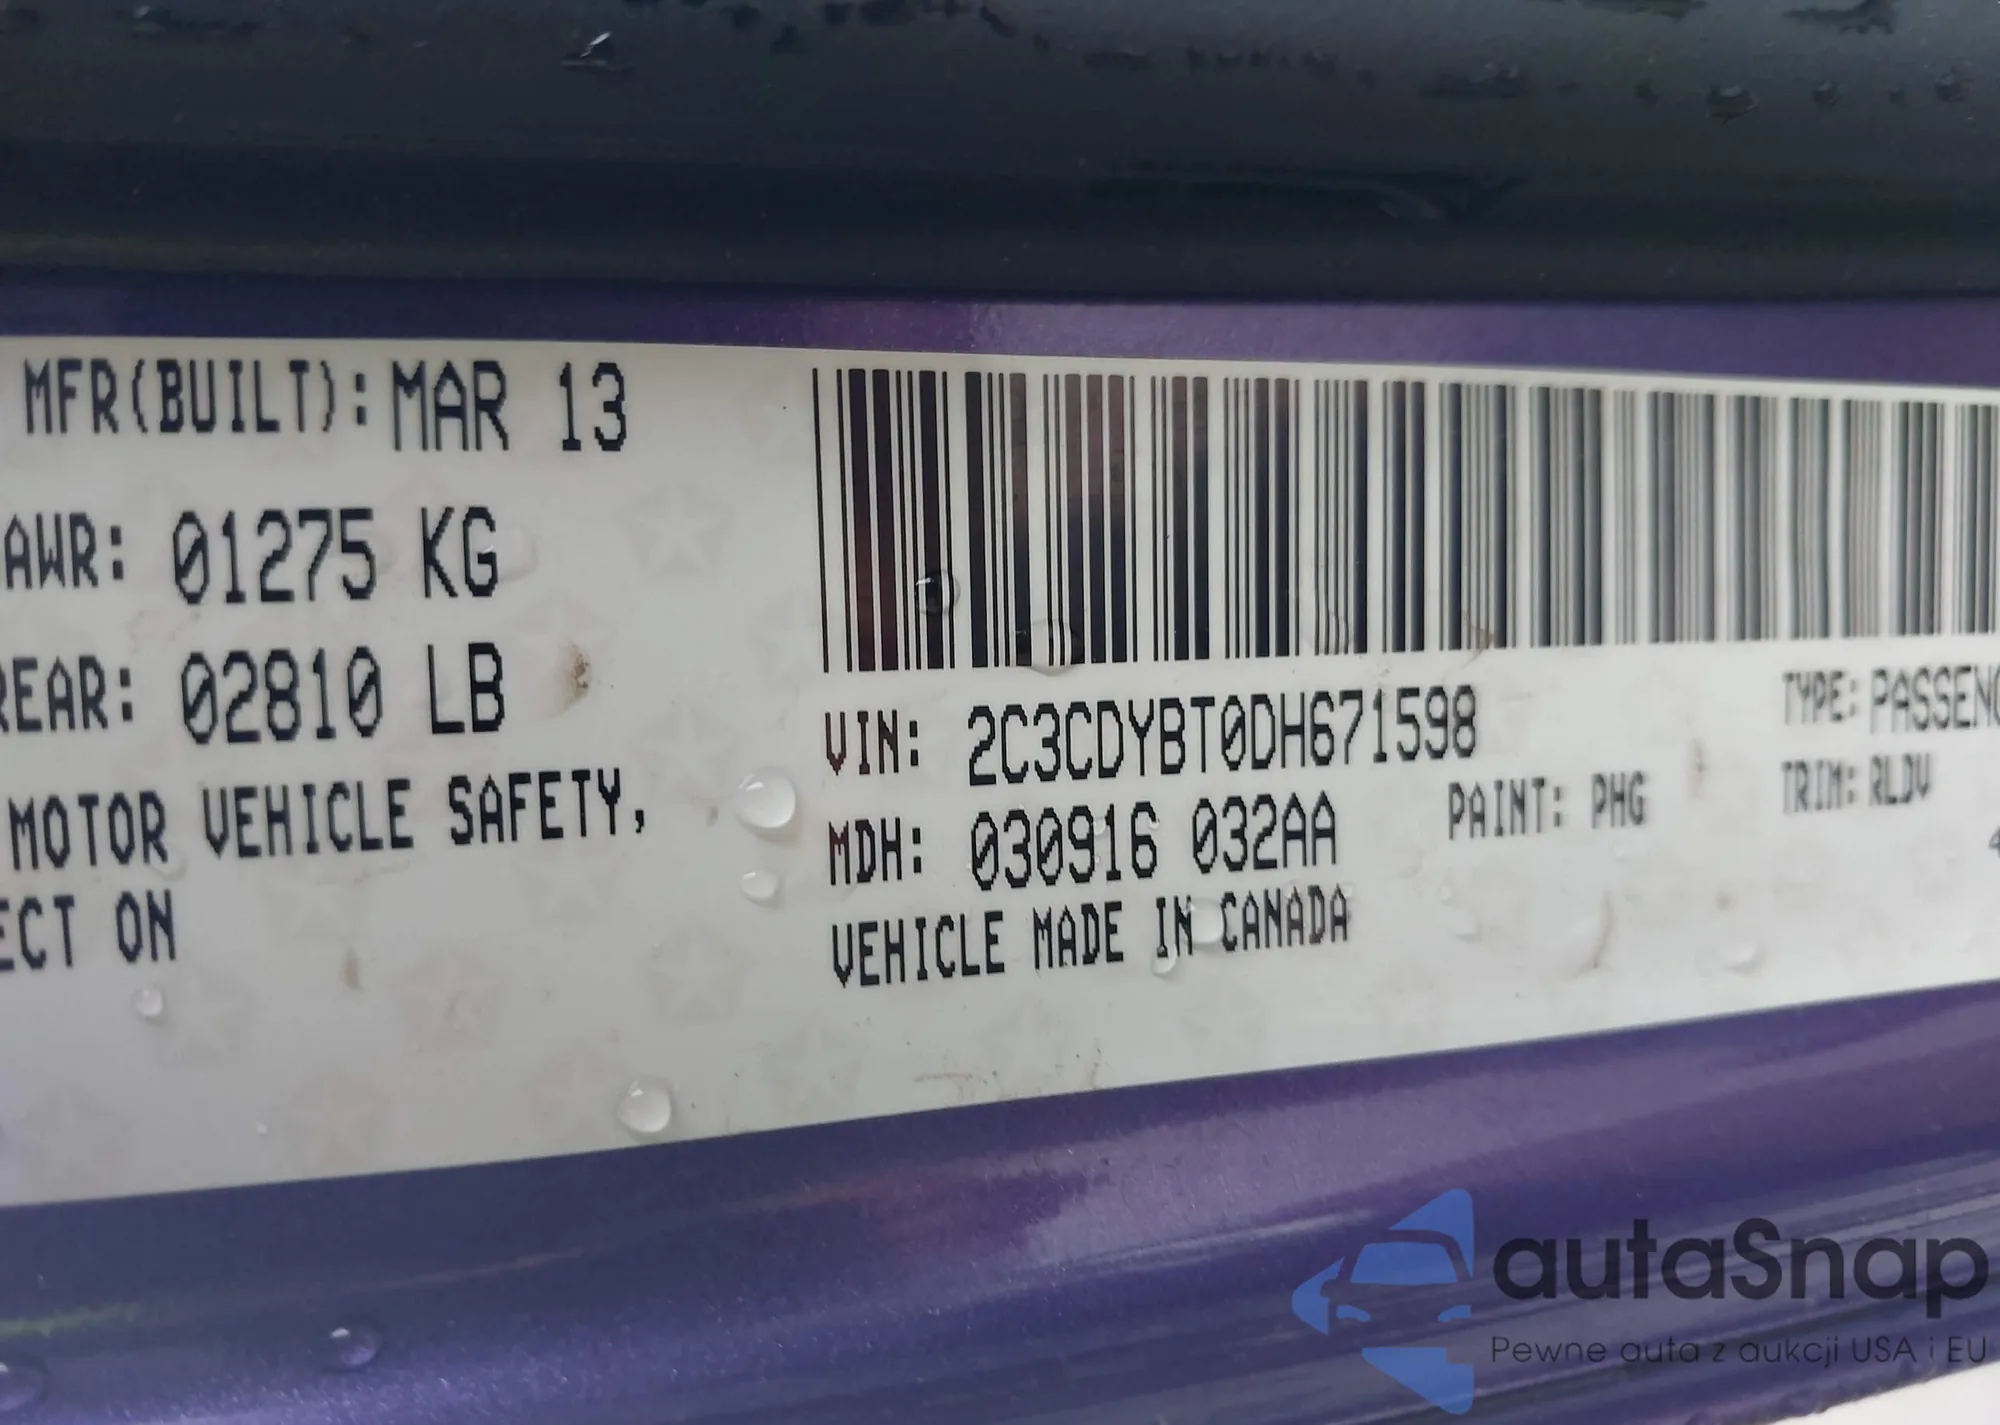 MFR(BUILT): MAR 13
AWR: 01275 KG
REAR: 02810 LB
MOTOR VEHICLE SAFETY,
ECT ON
VIN: 2C3CDYBT0DH671598
TYPE: PASSENG
MDH: 030916 032AA
PAINT: PHG
TRIM: RLDV
VEHICLE MADE IN CANADA
4
autaSnap
Pewne auta z aukcji USA i EU